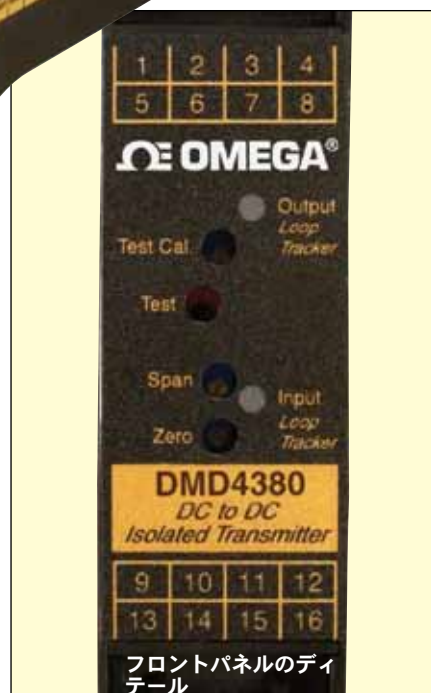 1 2 3 4
5 6 7 8
ΩE OMEGA®
Output
Loop
Tracker
Test Cal
Test
Span
Input
Loop
Tracker
Zero
DMD4380
DC to DC
Isolated Transmitter
9 10 11 12
13 14 15 16
フロントパネルのディ
テール